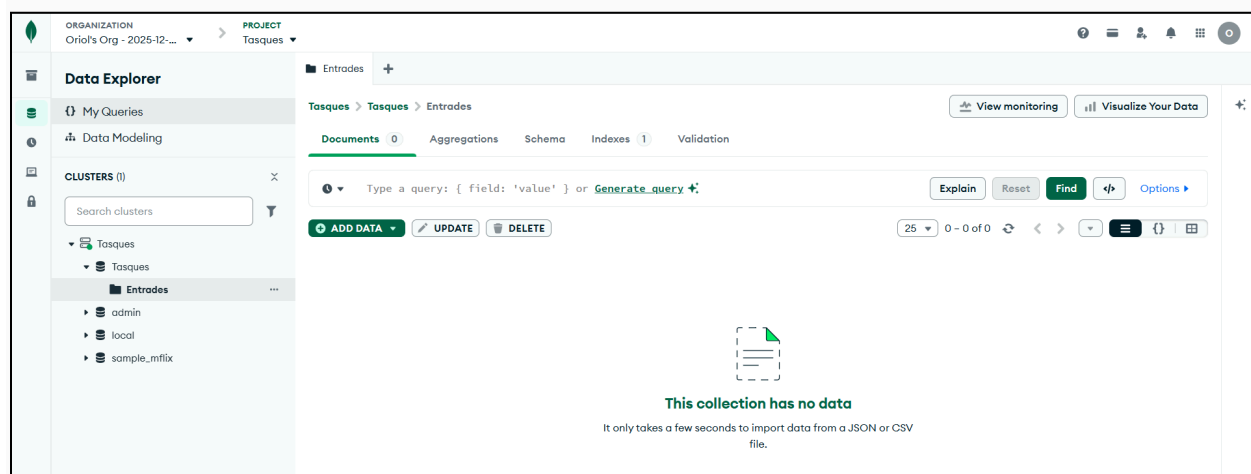 ORGANIZATION
Oriol's Org - 2025-12-...
PROJECT
Tasques
O
Data Explorer
{} My Queries
Data Modeling
CLUSTERS (1)
Search clusters
Tasques
Tasques
Entrades
...
admin
local
sample_mflix
Entrades
Tasques > Tasques > Entrades
View monitoring
Visualize Your Data
Documents 0 Aggregations Schema Indexes 1 Validation
Type a query: { field: 'value' } or Generate query
Explain Reset Find </> Options
ADD DATA UPDATE DELETE
25 0 – 0 of 0 {}
This collection has no data
It only takes a few seconds to import data from a JSON or CSV
file.